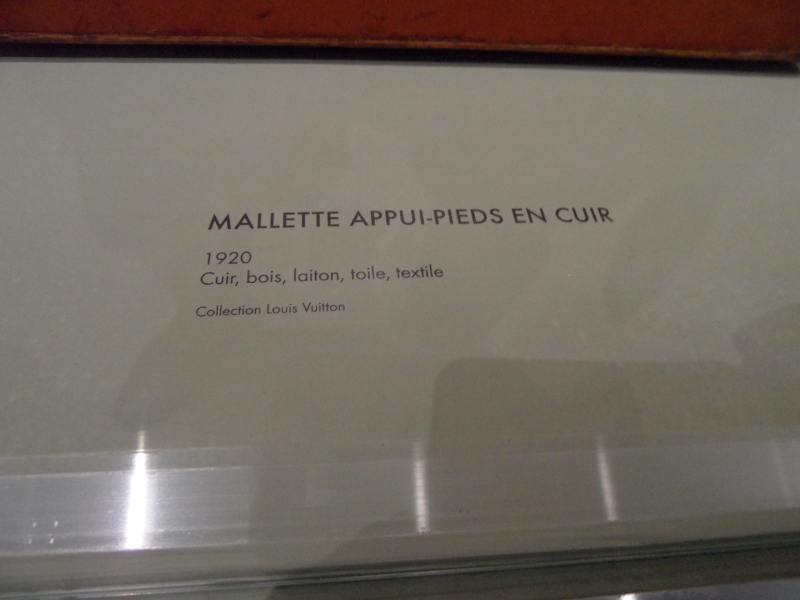 MALLETTE APPUI-PIEDS EN CUIR
1920
Cuir, bois, laiton, toile, textile
Collection Louis Vuitton